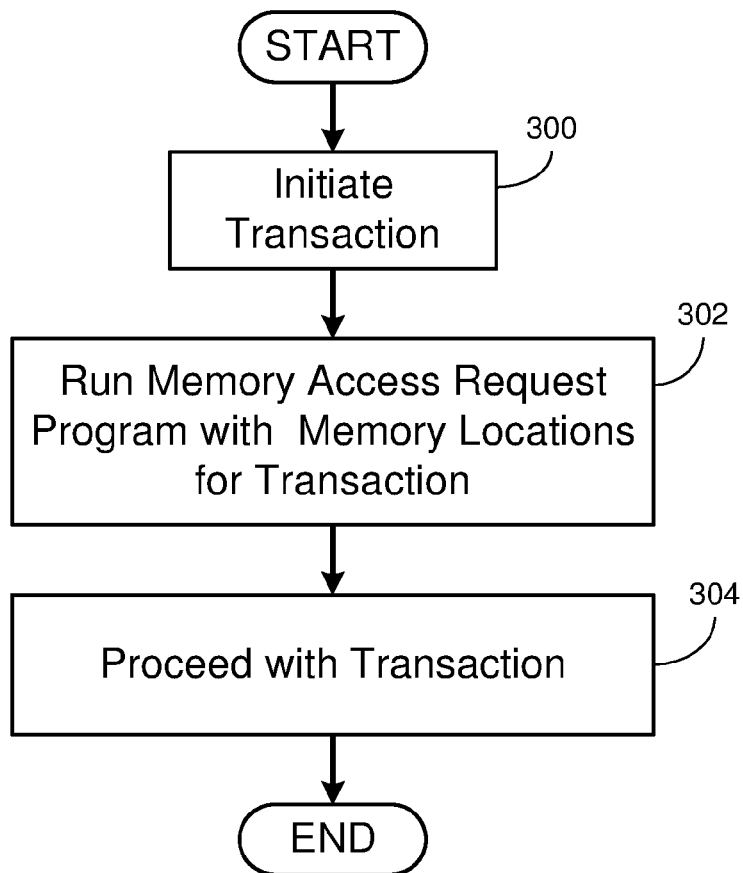 START
300
Initiate
Transaction
302
Run Memory Access Request
Program with Memory Locations
for Transaction
304
Proceed with Transaction
END